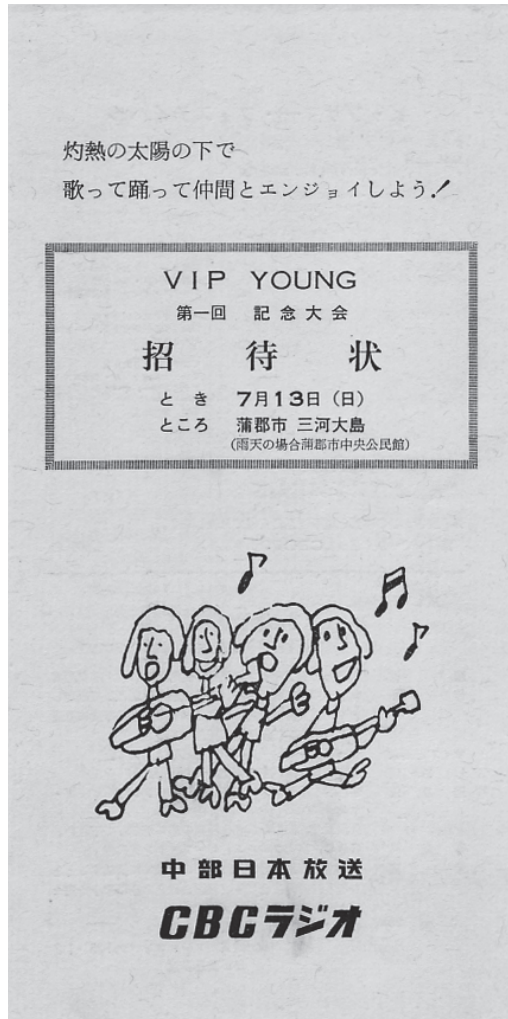 灼熱の太陽の下で
歌って踊って仲間とエンジョイしよう!
VIP YOUNG
第一回 記念大会
招待状
とき 7月13日(日)
ところ 蒲郡市 三河大島
(雨天の場合蒲郡市中央公民館)
中部日本放送
CBCラジオ